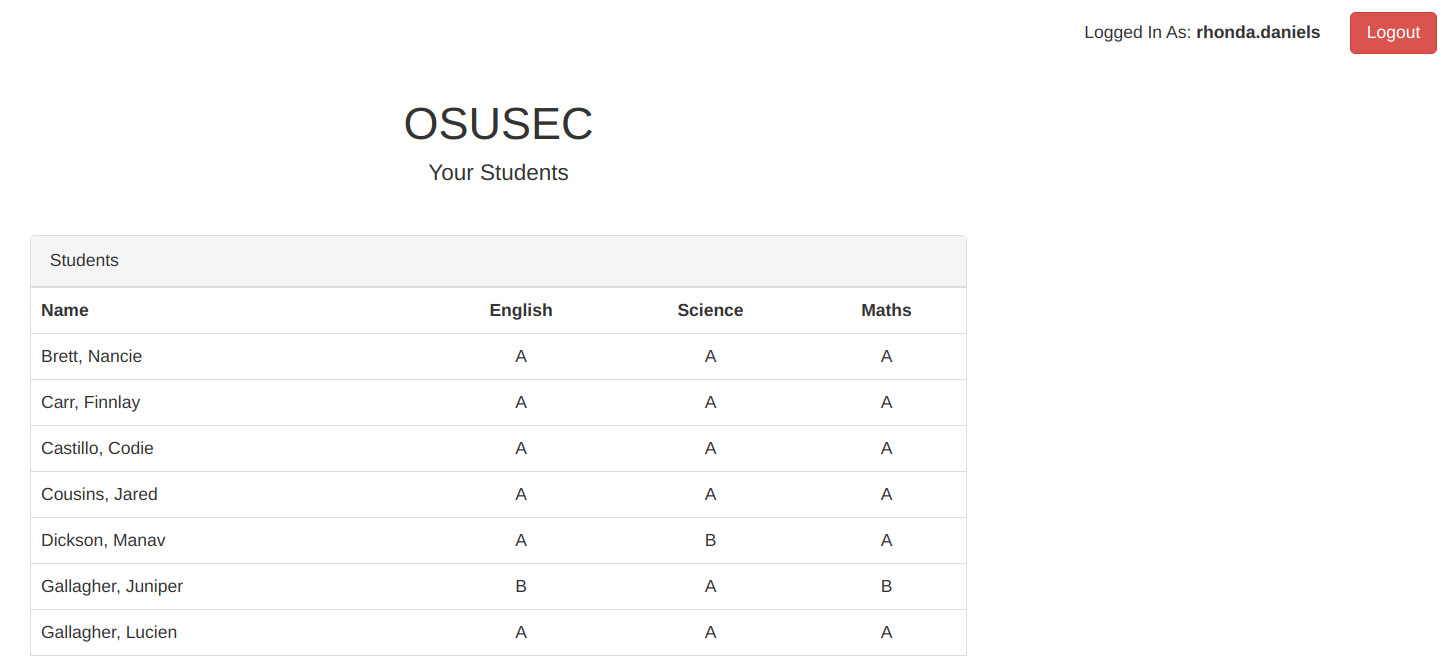 Logged In As: rhonda.daniels Logout
OSUSEC
Your Students
Students
Name English Science Maths
Brett, Nancie A A A
Carr, Finnlay A A A
Castillo, Codie A A A
Cousins, Jared A A A
Dickson, Manav A B A
Gallagher, Juniper B A B
Gallagher, Lucien A A A